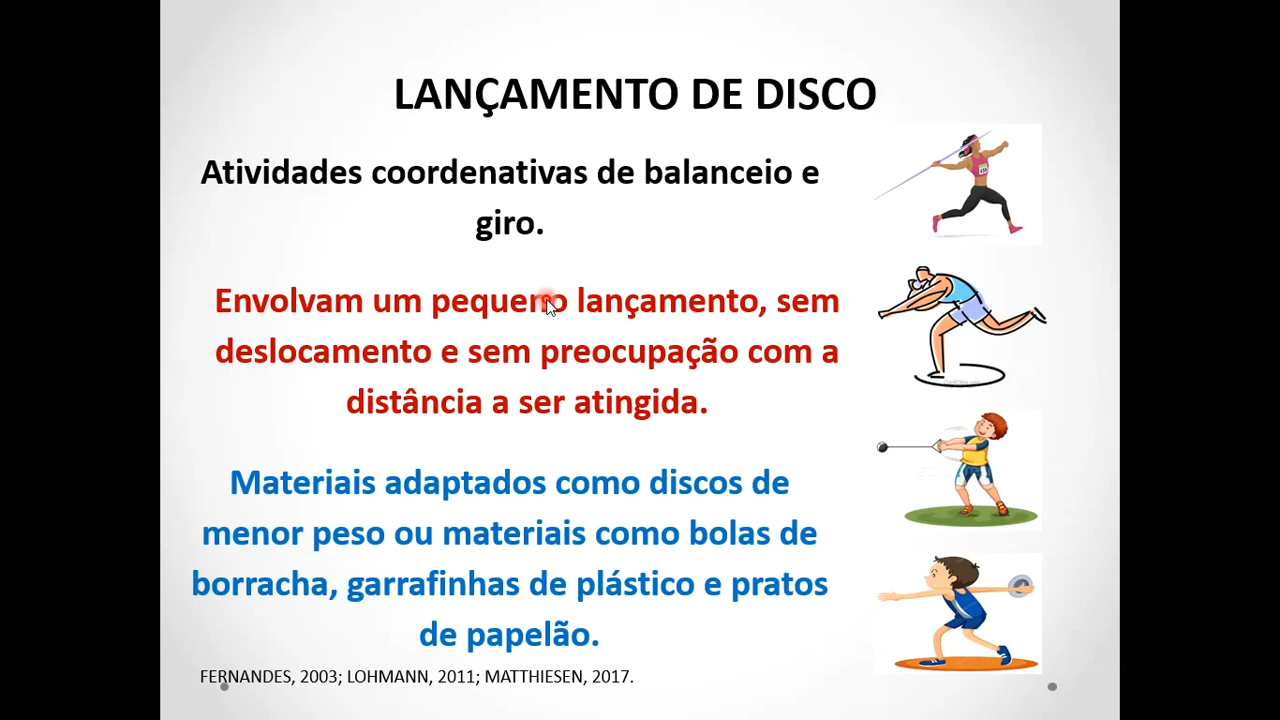 LANÇAMENTO DE DISCO
Atividades coordenativas de balanceio e
giro.
Envolvam um pequeno lançamento, sem
deslocamento e sem preocupação com a
distância a ser atingida.
Materiais adaptados como discos de
menor peso ou materiais como bolas de
borracha, garrafinhas de plástico e pratos
de papelão.
FERNANDES, 2003; LOHMANN, 2011; MATTHIESEN, 2017.